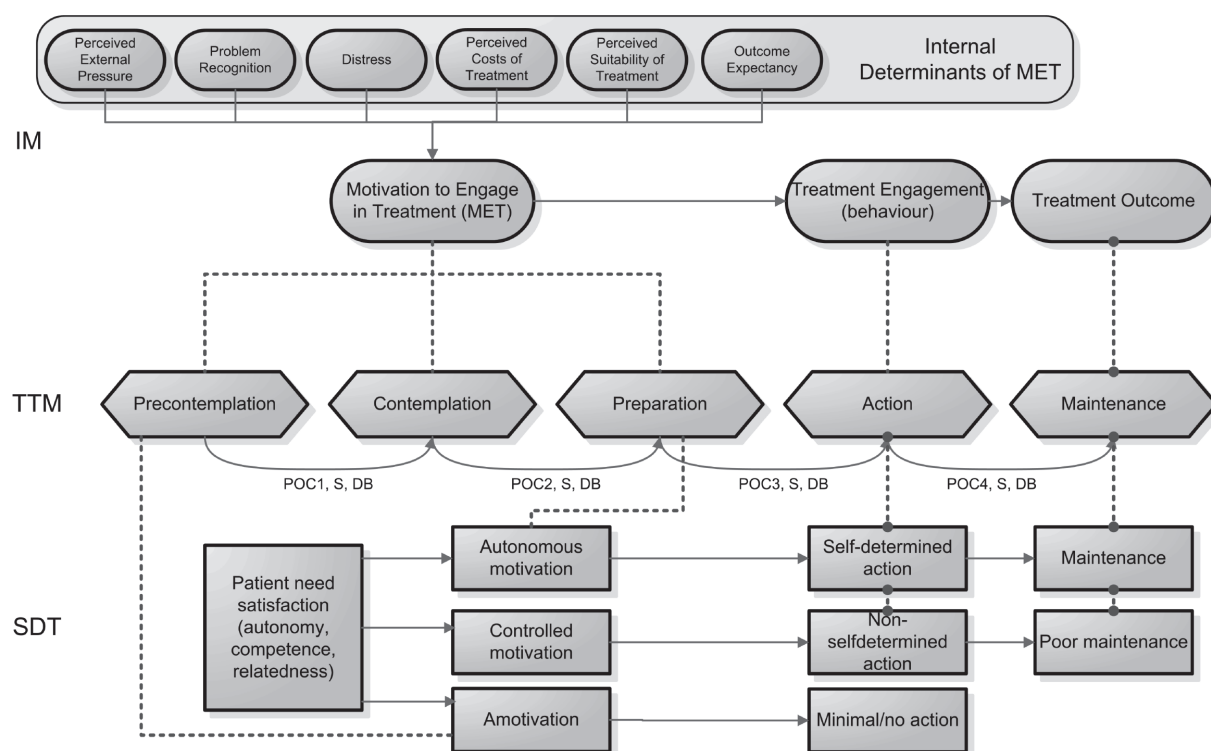 Perceived
External
Pressure
Problem
Recognition
Distress
Perceived
Costs of
Treatment
Perceived
Suitability of
Treatment
Outcome
Expectancy
Internal
Determinants of MET
IM
Motivation to Engage
in Treatment (MET)
Treatment Engagement
(behaviour)
Treatment Outcome
TTM
Precontemplation
Contemplation
Preparation
Action
Maintenance
POC1, S, DB
POC2, S, DB
POC3, S, DB
POC4, S, DB
SDT
Patient need
satisfaction
(autonomy,
competence,
relatedness)
Autonomous
motivation
Self-determined
action
Maintenance
Controlled
motivation
Non-
selfdetermined
action
Poor maintenance
Amotivation
Minimal/no action